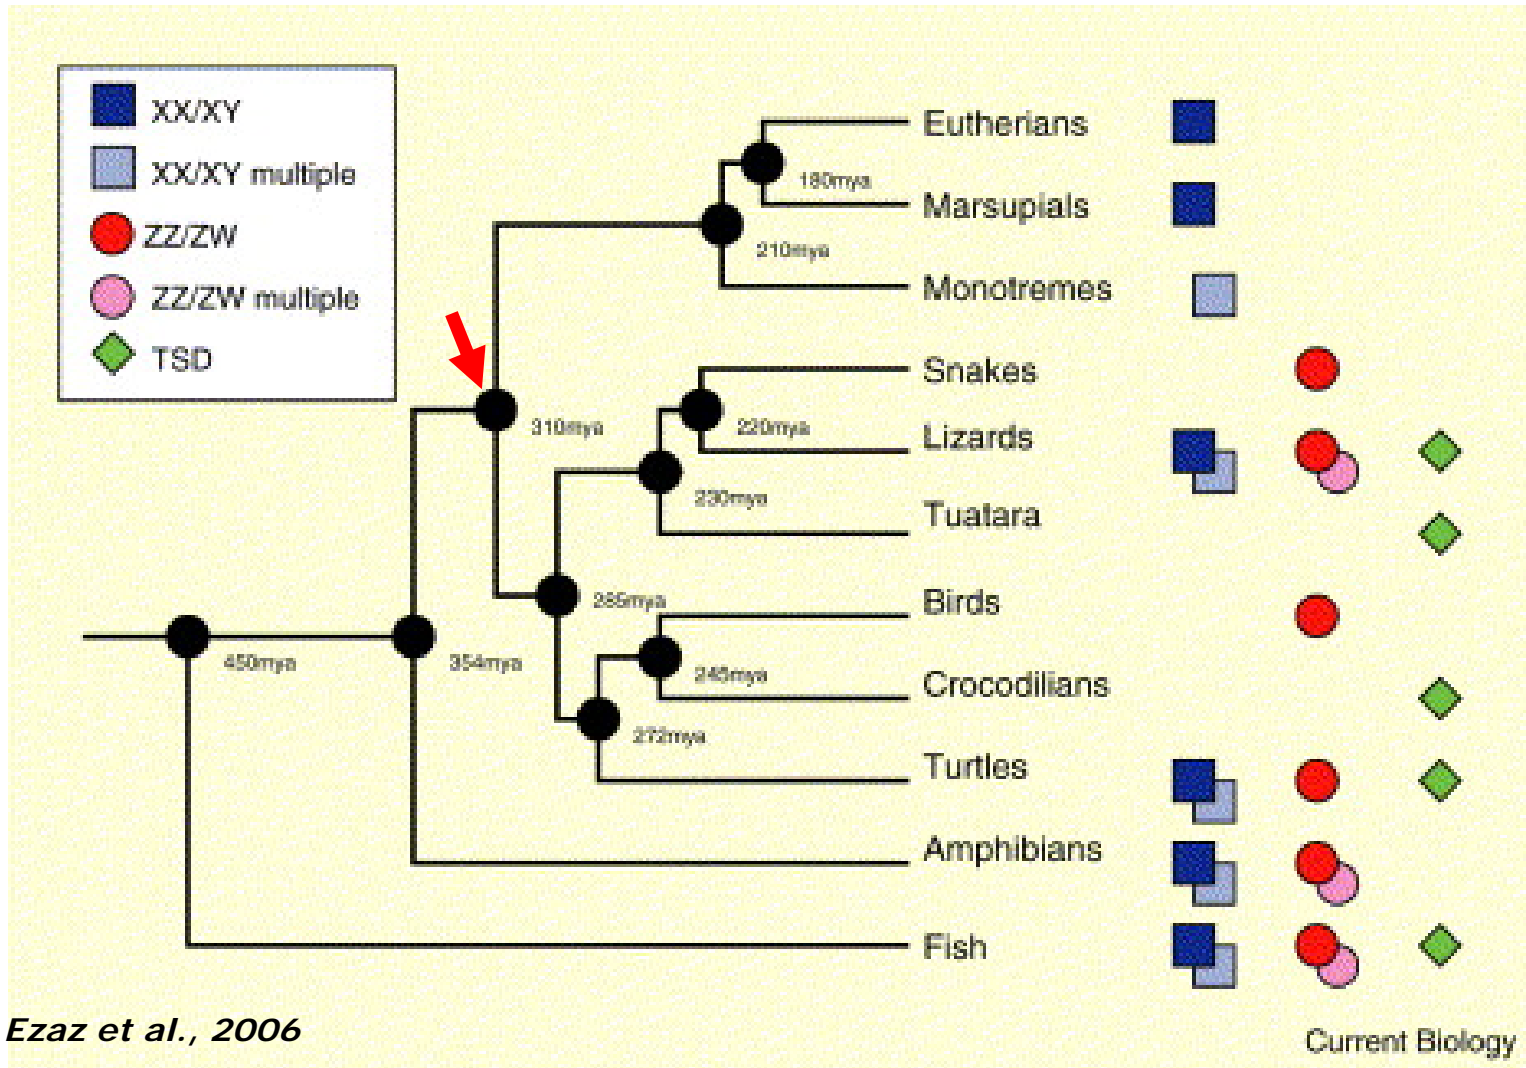 XX/XY
XX/XY multiple
ZZ/ZW
ZZ/ZW multiple
TSD
Eutherians
180mya
Marsupials
210mya
Monotremes
Snakes
310mya
220mya
Lizards
230mya
Tuatara
285mya
Birds
450mya
354mya
245mya
Crocodilians
272mya
Turtles
Amphibians
Fish
Ezaz et al., 2006
Current Biology